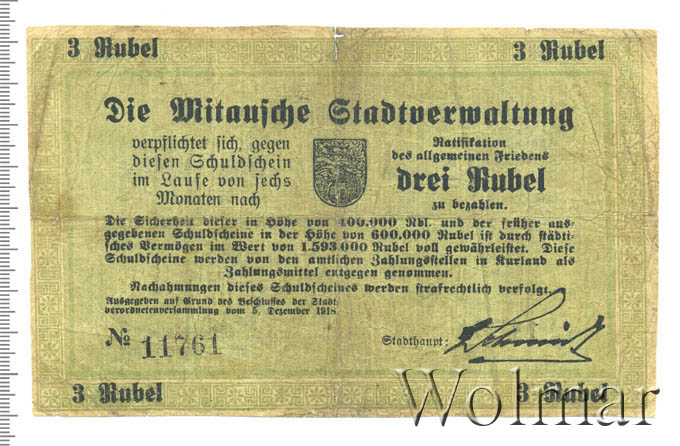 3 Rubel 3 Rubel
Die Mitausche Stadtverwaltung
verpflichtet sich, gegen
diesen Schuldschein
im Laufe von sechs
Monaten nach
Ratifikation
des allgemeinen Friedens
drei Rubel
zu bezahlen.
Die Sicherheit dieser in Höhe von 400.000 Rbl. und der früher aus-
gegebenen Schuldscheine in der Höhe von 600.000 Rubel ist durch städti-
sches Vermögen im Wert von 1.593.000 Rubel voll gewährleistet. Diese
Schuldscheine werden von den amtlichen Zahlungsstellen in Kurland als
Zahlungsmittel entgegen genommen.
Nachahmungen dieses Schuldscheines werden strafrechtlich verfolgt.
Ausgegeben auf Grund des Beschlusses der Stadt-
verordnetenversammlung vom 5. Dezember 1918
№ 11761
Stadthaupt:
3 Rubel 3 Rubel
Wolmar